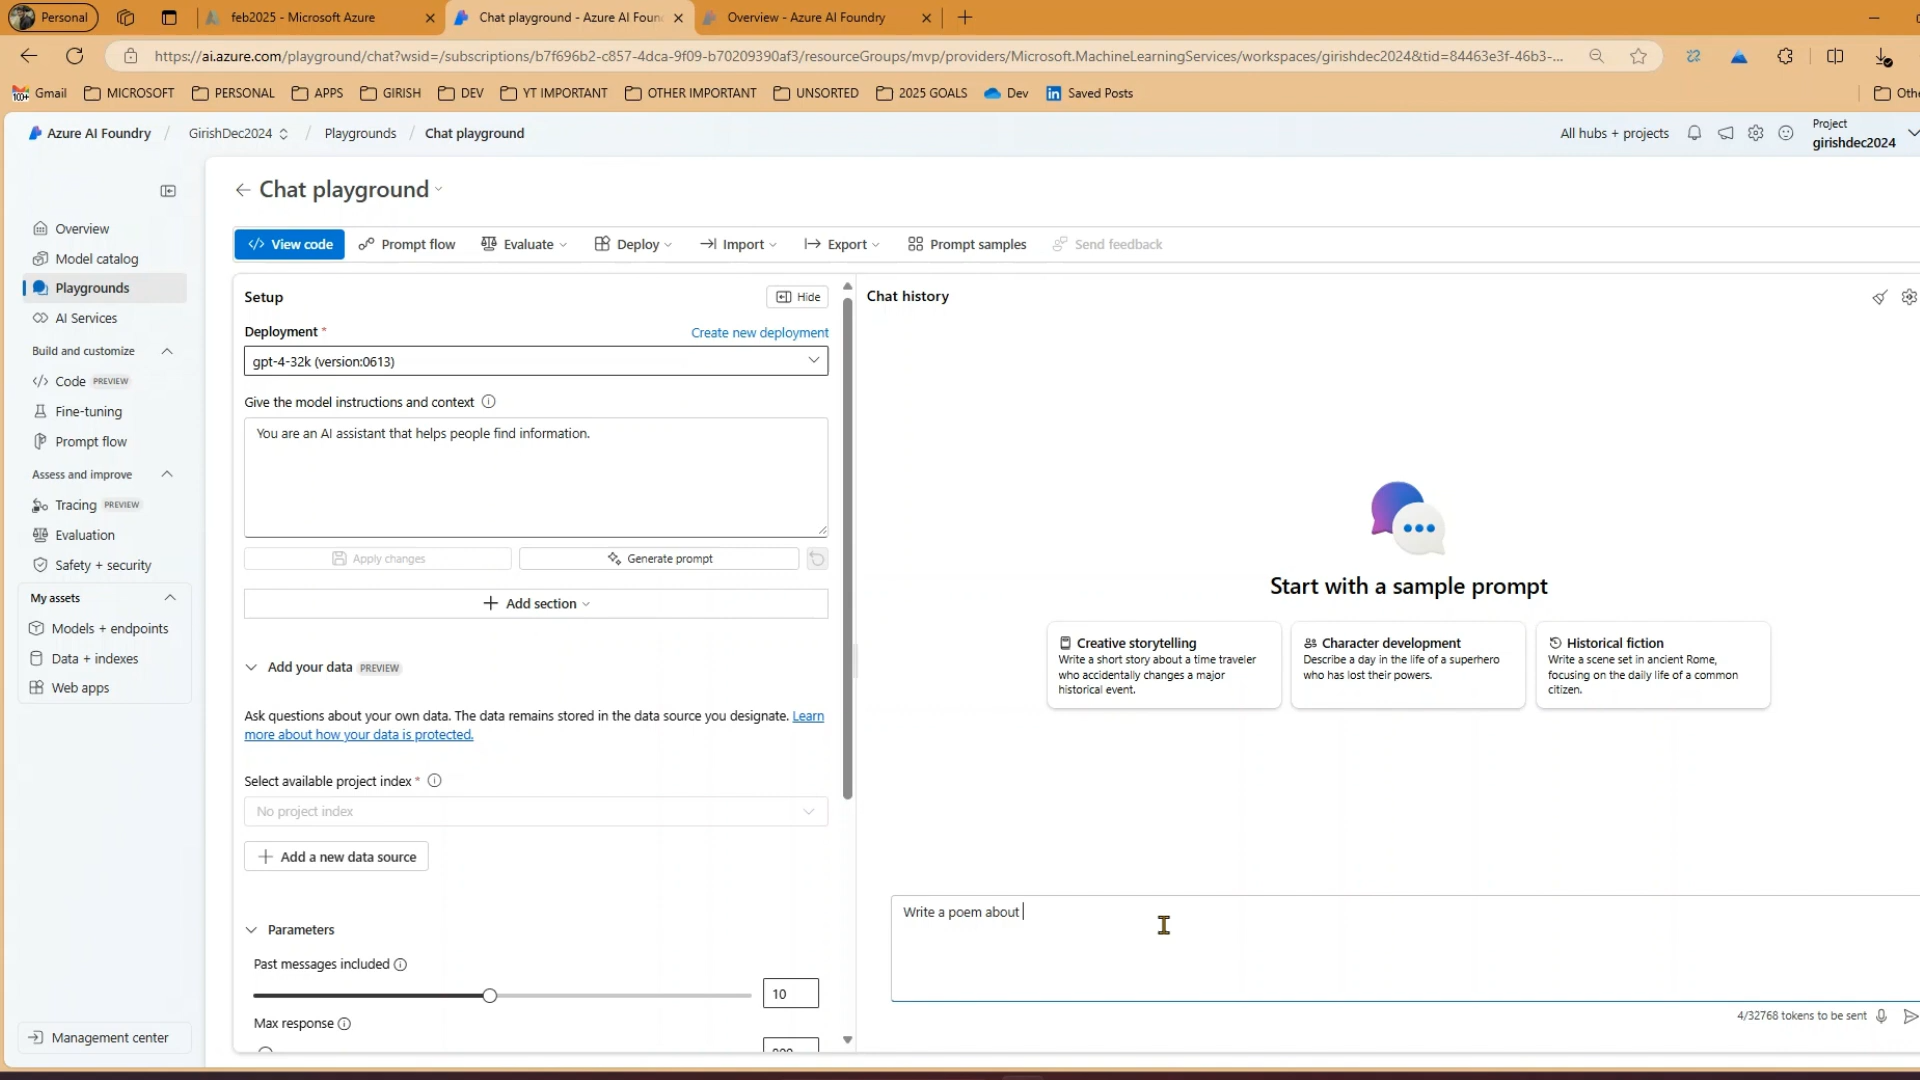 Personal
feb2025 - Microsoft Azure
Chat playground - Azure AI Foun
Overview - Azure AI Foundry
https://ai.azure.com/playground/chat?wsid=/subscriptions/b7f696b2-c857-4dca-9f09-b70209390af3/resourceGroups/mvp/providers/Microsoft.MachineLearningServices/workspaces/girishdec2024&tid=84463e3f-46b3-...
100+ Gmail
MICROSOFT
PERSONAL
APPS
GIRISH
DEV
YT IMPORTANT
OTHER IMPORTANT
UNSORTED
2025 GOALS
Dev
Saved Posts
Othe
Azure AI Foundry / GirishDec2024 / Playgrounds / Chat playground
All hubs + projects
Project
girishdec2024
Overview
Model catalog
Playgrounds
AI Services
Build and customize
Code PREVIEW
Fine-tuning
Prompt flow
Assess and improve
Tracing PREVIEW
Evaluation
Safety + security
My assets
Models + endpoints
Data + indexes
Web apps
Management center
Chat playground
View code
Prompt flow
Evaluate
Deploy
Import
Export
Prompt samples
Send feedback
Setup
Hide
Deployment *
Create new deployment
gpt-4-32k (version:0613)
Give the model instructions and context
You are an AI assistant that helps people find information.
Apply changes
Generate prompt
Add section
Add your data PREVIEW
Ask questions about your own data. The data remains stored in the data source you designate. Learn
more about how your data is protected.
Select available project index *
No project index
Add a new data source
Parameters
Past messages included
10
Max response
Chat history
Start with a sample prompt
Creative storytelling
Write a short story about a time traveler
who accidentally changes a major
historical event.
Character development
Describe a day in the life of a superhero
who has lost their powers.
Historical fiction
Write a scene set in ancient Rome,
focusing on the daily life of a common
citizen.
Write a poem about
4/32768 tokens to be sent